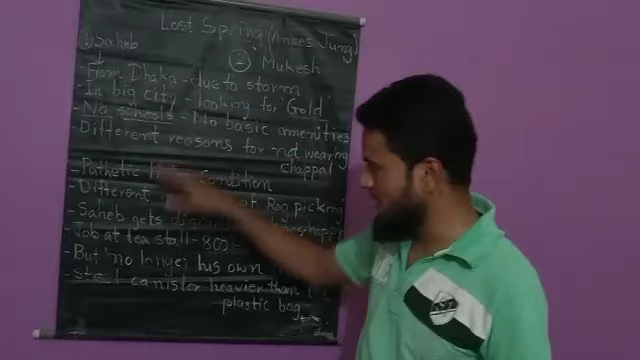 Lost Spring (Anees Jung)
① Saheb
② Mukesh
- From Dhaka - due to storm
- In big city - looking for 'Gold'
- No schools - No basic amenities
- Different reasons for not wearing
chappal
- Pathetic condition
- Different at Rag picking
- Saheb gets
- Job at tea stall - 800
- But no longer his own
- Steel canister heavier than
plastic bag